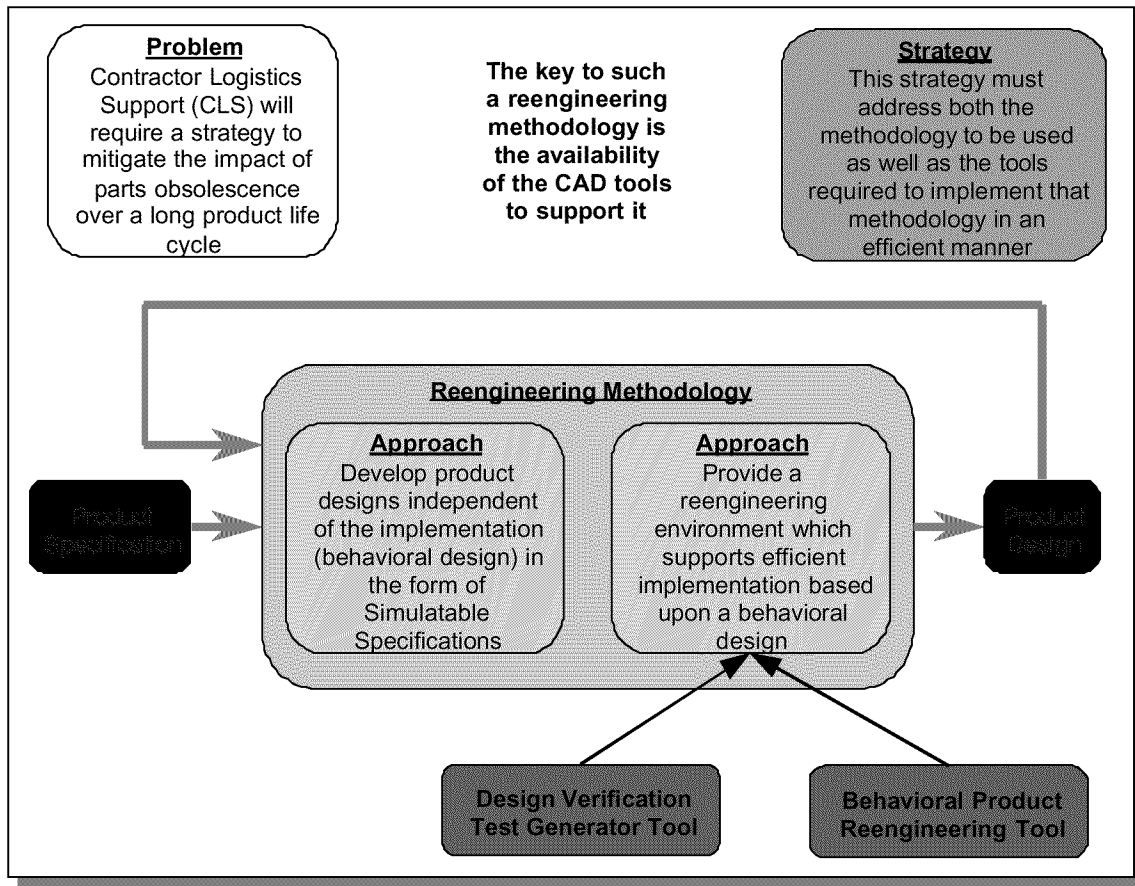 Problem
Contractor Logistics
Support (CLS) will
require a strategy to
mitigate the impact of
parts obsolescence
over a long product life
cycle
The key to such
a reengineering
methodology is
the availability
of the CAD tools
to support it
Strategy
This strategy must
address both the
methodology to be used
as well as the tools
required to implement that
methodology in an
efficient manner
Reengineering Methodology
Approach
Develop product
designs independent
of the implementation
(behavioral design) in
the form of
Simulatable
Specifications
Approach
Provide a
reengineering
environment which
supports efficient
implementation based
upon a behavioral
design
Product
Specification
Product
Design
Design Verification
Test Generator Tool
Behavioral Product
Reengineering Tool